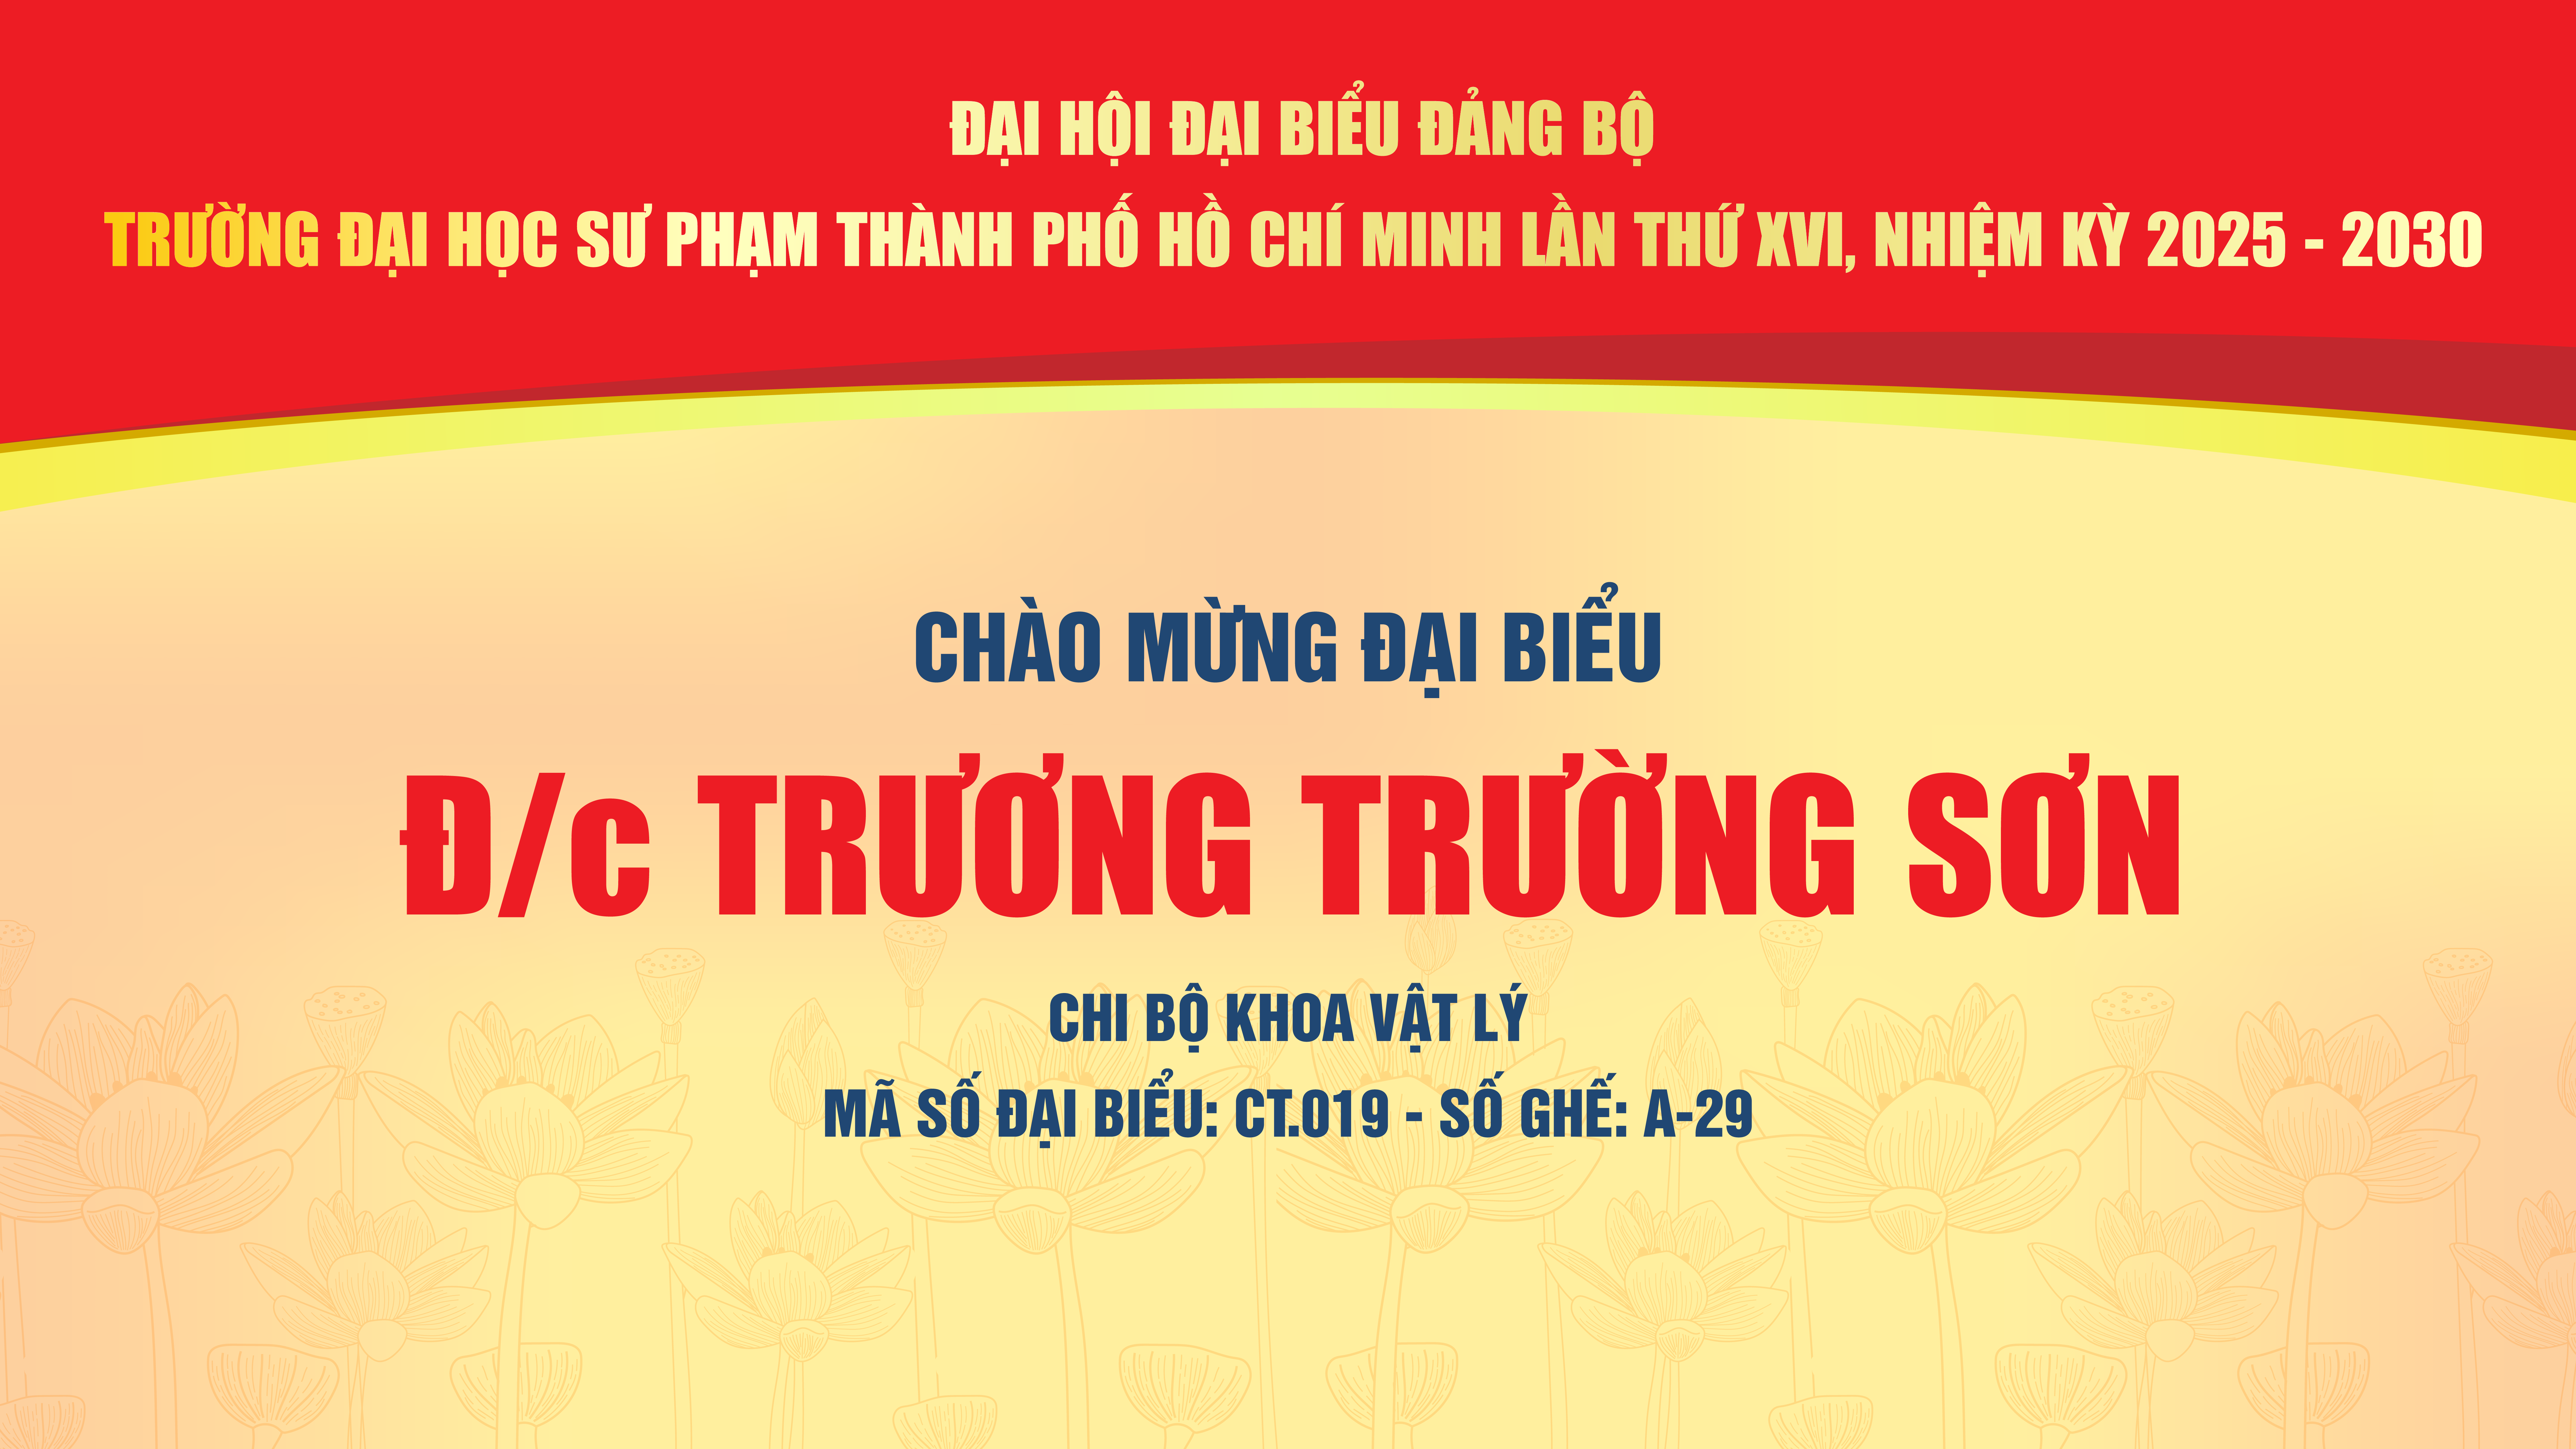 ĐẠI HỘI ĐẠI BIỂU ĐẢNG BỘ
TRƯỜNG ĐẠI HỌC SƯ PHẠM THÀNH PHỐ HỒ CHÍ MINH LẦN THỨ XVI, NHIỆM KỲ 2025 - 2030
CHÀO MỪNG ĐẠI BIỂU
Đ/c TRƯƠNG TRƯỜNG SƠN
CHI BỘ KHOA VẬT LÝ
MÃ SỐ ĐẠI BIỂU: CT.019 - SỐ GHẾ: A-29